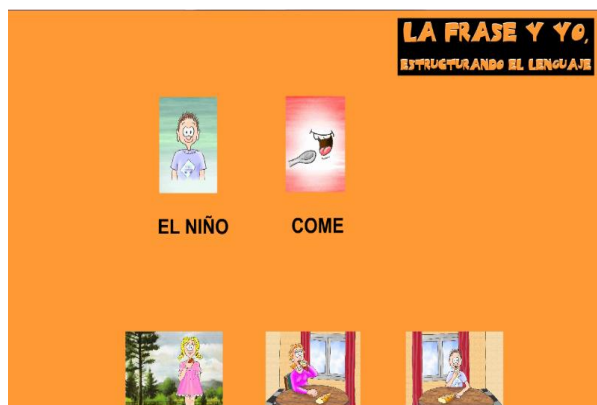 LA FRASE Y YO,
ESTRUCTURANDO EL LENGUAJE
EL NIÑO COME